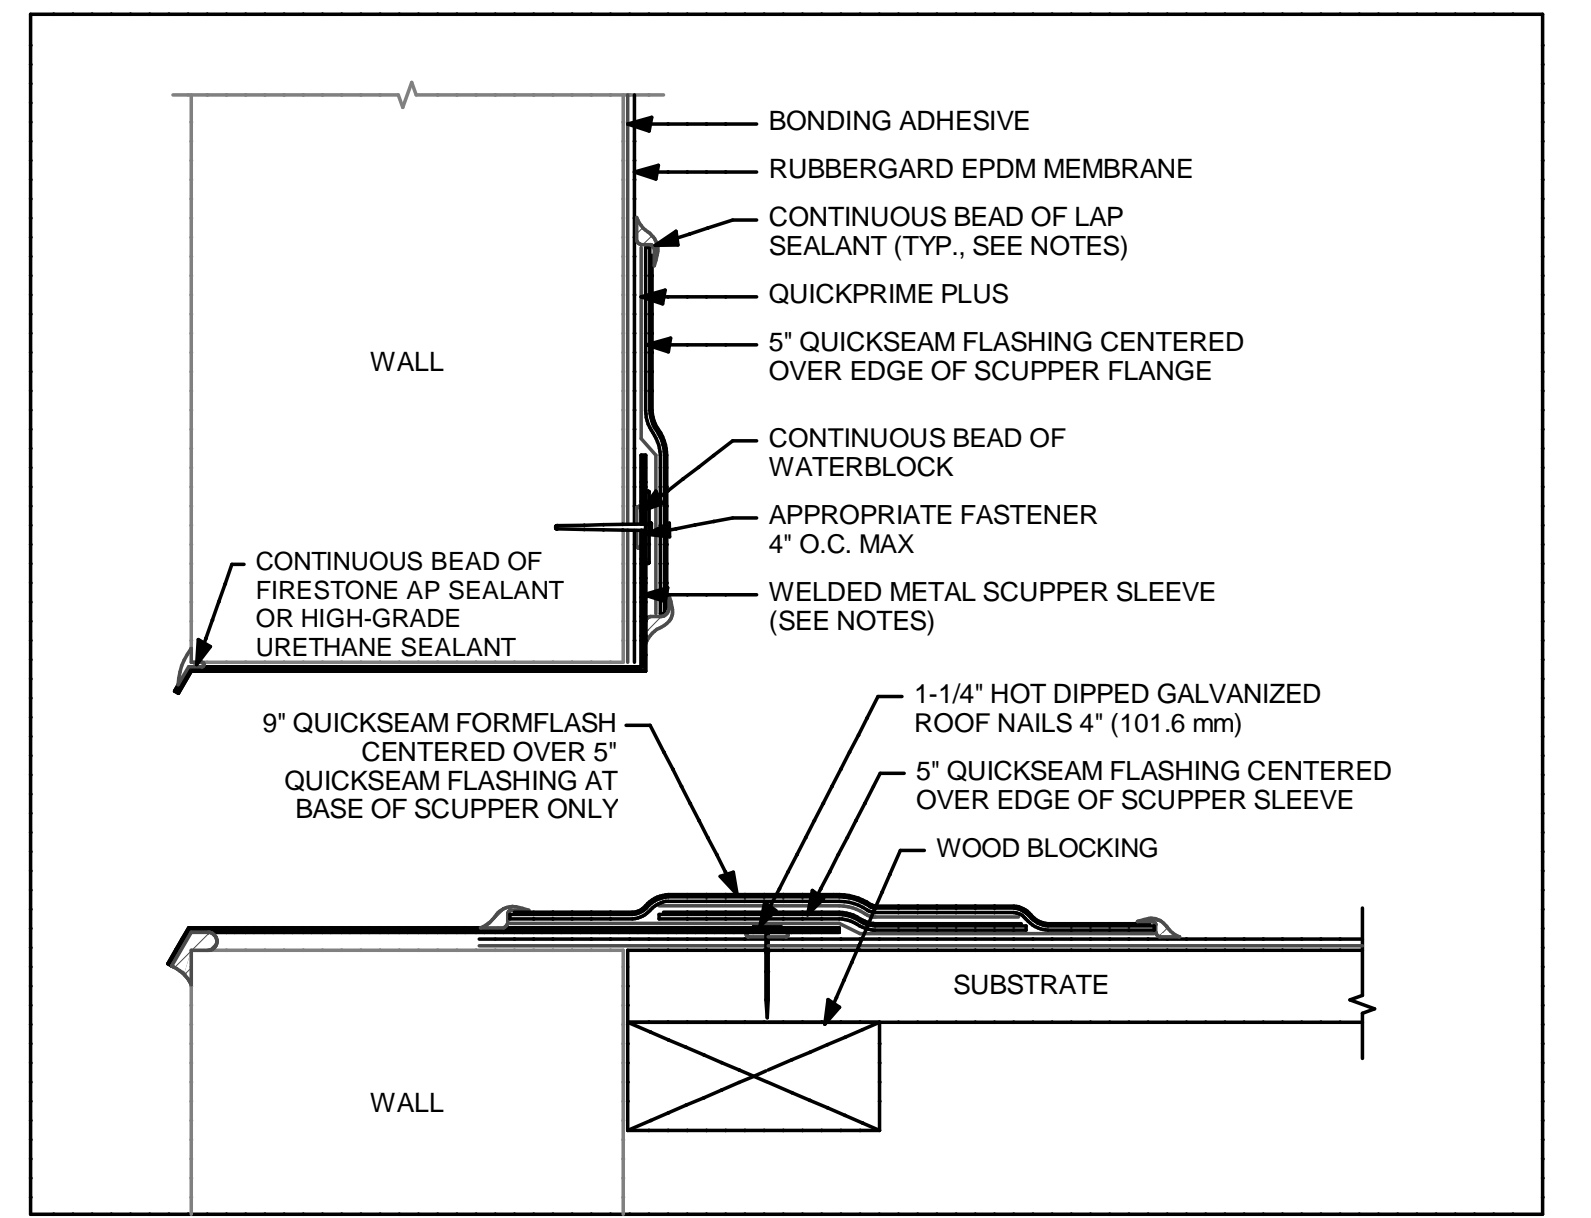 BONDING ADHESIVE
RUBBERGARD EPDM MEMBRANE
CONTINUOUS BEAD OF LAP
SEALANT (TYP., SEE NOTES)
QUICKPRIME PLUS
5" QUICKSEAM FLASHING CENTERED
OVER EDGE OF SCUPPER FLANGE
WALL
CONTINUOUS BEAD OF
WATERBLOCK
APPROPRIATE FASTENER
4" O.C. MAX
CONTINUOUS BEAD OF
FIRESTONE AP SEALANT
OR HIGH-GRADE
URETHANE SEALANT
WELDED METAL SCUPPER SLEEVE
(SEE NOTES)
1-1/4" HOT DIPPED GALVANIZED
ROOF NAILS 4" (101.6 mm)
9" QUICKSEAM FORMFLASH
CENTERED OVER 5"
QUICKSEAM FLASHING AT
BASE OF SCUPPER ONLY
5" QUICKSEAM FLASHING CENTERED
OVER EDGE OF SCUPPER SLEEVE
WOOD BLOCKING
SUBSTRATE
WALL